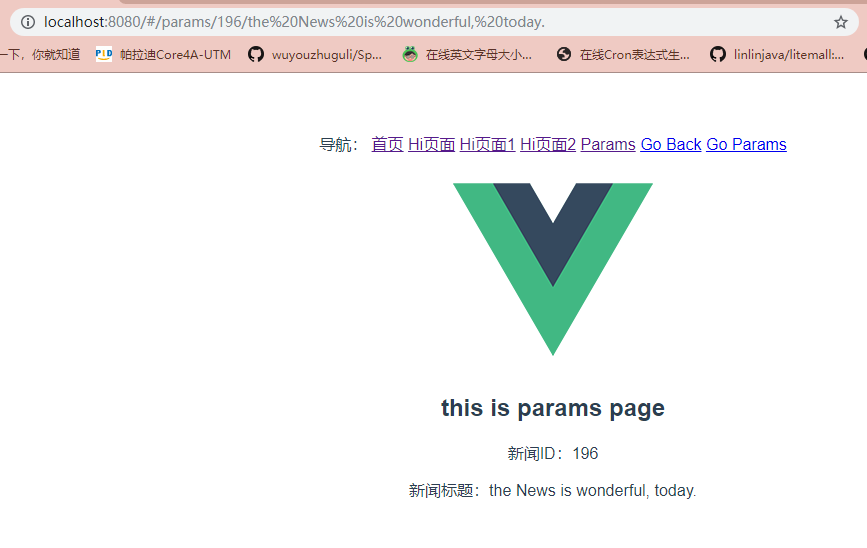 localhost:8080/#/params/196/the%20News%20is%20wonderful,%20today.
一下，你就知道 帕拉迪Core4A-UTM wuyouzhuguli/Sp... 在线英文字母大小... 在线Cron表达式生... linlinjava/litemall:...
导航： 首页 Hi页面 Hi页面1 Hi页面2 Params Go Back Go Params
this is params page
新闻ID：196
新闻标题：the News is wonderful, today.